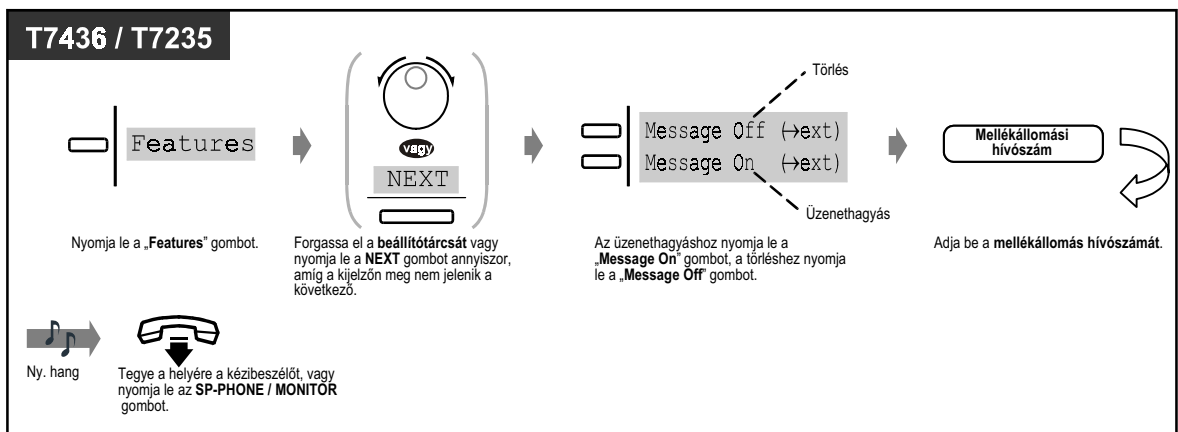 T7436 / T7235
Törlés
Features
vagy
NEXT
Message Off (→ext)
Message On (→ext)
Mellékállomási
hívószám
Üzenethagyás
Nyomja le a „Features” gombot.
Forgassa el a beállítótárcsát vagy
nyomja le a NEXT gombot annyiszor,
amíg a kijelzőn meg nem jelenik a
következő.
Az üzenethagyáshoz nyomja le a
„Message On” gombot, a törléshez nyomja
le a „Message Off” gombot.
Adja be a mellékállomás hívószámát.
Ny. hang
Tegye a helyére a kézibeszélőt, vagy
nyomja le az SP-PHONE / MONITOR
gombot.